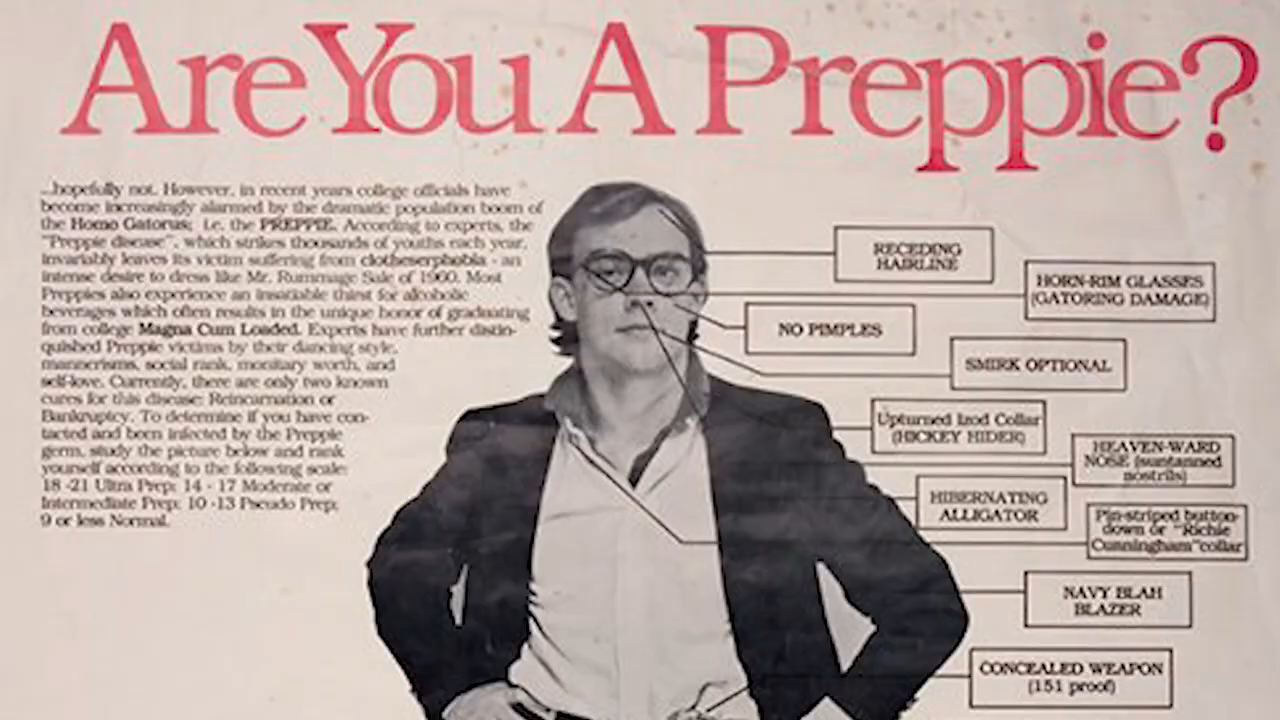 Are You A Preppie?
...hopefully not. However, in recent years college officials have
become increasingly alarmed by the dramatic population boom of
the Homo Gatorus; i.e. the PREPPIE. According to experts, the
"Preppie disease", which strikes thousands of youths each year,
invariably leaves its victim suffering from clotheserphobia - an
intense desire to dress like Mr. Rummage Sale of 1960. Most
Preppies also experience an insatiable thirst for alcoholic
beverages which often results in the unique honor of graduating
from college Magna Cum Loaded. Experts have further distin-
quished Preppie victims by their dancing style,
mannerisms, social rank, monitary worth, and
self-love. Currently, there are only two known
cures for this disease: Reincarnation or
Bankruptcy. To determine if you have con-
tacted and been infected by the Preppie
germ, study the picture below and rank
yourself according to the following scale:
18 -21 Ultra Prep; 14 - 17 Moderate or
Intermediate Prep; 10 -13 Pseudo Prep;
9 or less Normal.
RECEDING
HAIRLINE
HORN-RIM GLASSES
(GATORING DAMAGE)
NO PIMPLES
SMIRK OPTIONAL
Upturned Izod Collar
(HICKEY HIDER)
HEAVEN-WARD
NOSE (suntanned
nostrils)
HIBERNATING
ALLIGATOR
Pin-striped button-
down or "Richie
Cunningham" collar
NAVY BLAH
BLAZER
CONCEALED WEAPON
(151 proof)